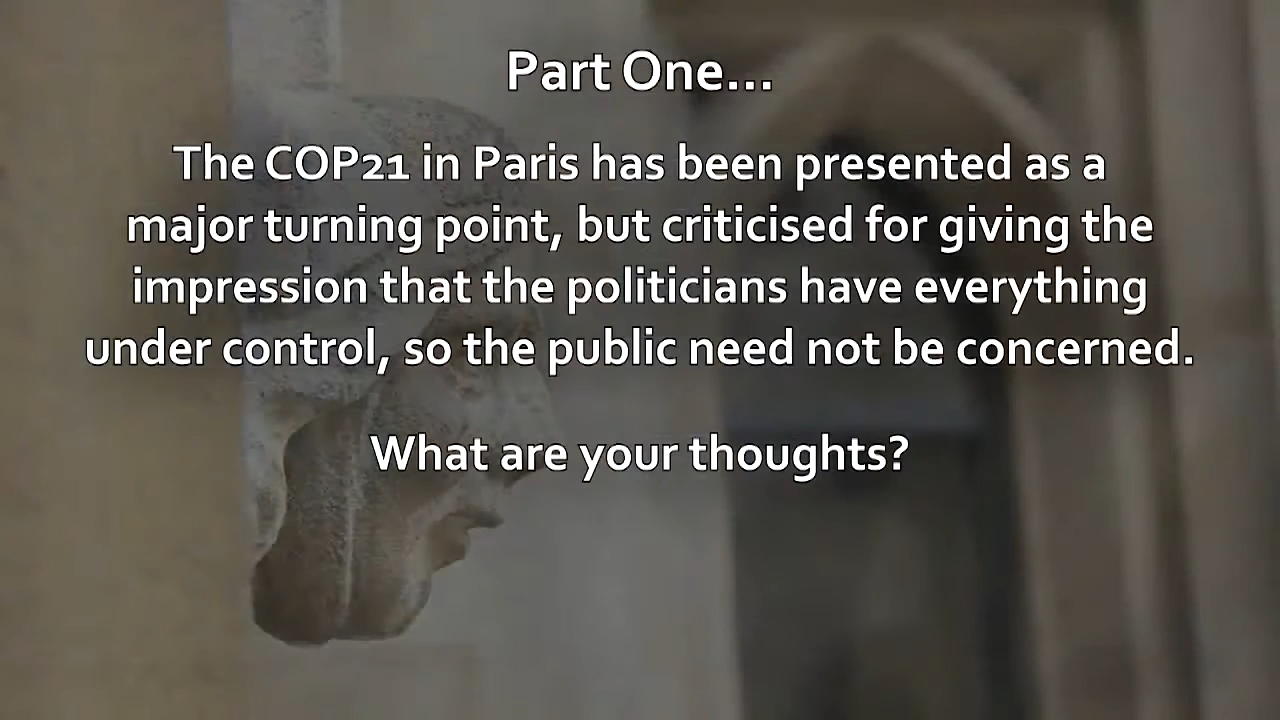 Part One...
The COP21 in Paris has been presented as a
major turning point, but criticised for giving the
impression that the politicians have everything
under control, so the public need not be concerned.
What are your thoughts?